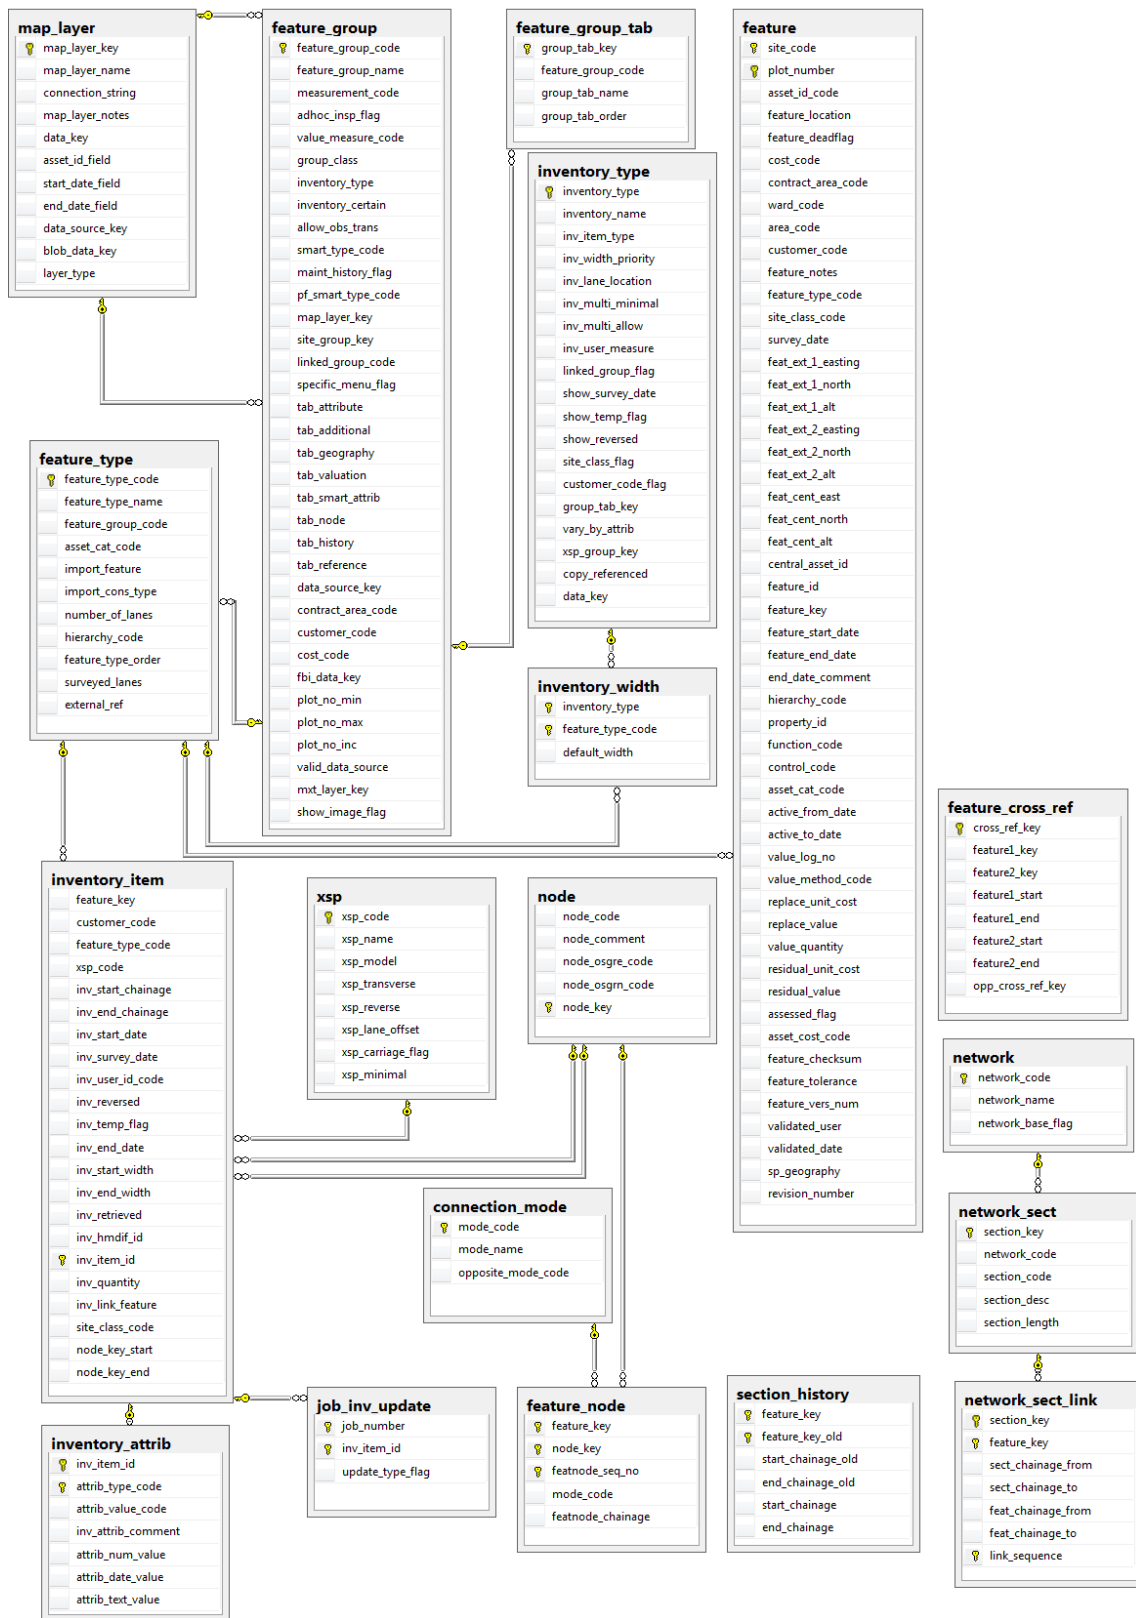 map_layer
map_layer_key
map_layer_name
connection_string
map_layer_notes
data_key
asset_id_field
start_date_field
end_date_field
data_source_key
blob_data_key
layer_type
feature_group
feature_group_code
feature_group_name
measurement_code
adhoc_insp_flag
value_measure_code
group_class
inventory_type
inventory_certain
allow_obs_trans
smart_type_code
maint_history_flag
pf_smart_type_code
map_layer_key
site_group_key
linked_group_code
specific_menu_flag
tab_attribute
tab_additional
tab_geography
tab_valuation
tab_smart_attrib
tab_node
tab_history
tab_reference
data_source_key
contract_area_code
customer_code
cost_code
fbi_data_key
plot_no_min
plot_no_max
plot_no_inc
valid_data_source
mxt_layer_key
show_image_flag
feature_group_tab
group_tab_key
feature_group_code
group_tab_name
group_tab_order
inventory_type
inventory_type
inventory_name
inv_item_type
inv_width_priority
inv_lane_location
inv_multi_minimal
inv_multi_allow
inv_user_measure
linked_group_flag
show_survey_date
show_temp_flag
show_reversed
site_class_flag
customer_code_flag
group_tab_key
vary_by_attrib
xsp_group_key
copy_referenced
data_key
feature
site_code
plot_number
asset_id_code
feature_location
feature_deadflag
cost_code
contract_area_code
ward_code
area_code
customer_code
feature_notes
feature_type_code
site_class_code
survey_date
feat_ext_1_easting
feat_ext_1_north
feat_ext_1_alt
feat_ext_2_easting
feat_ext_2_north
feat_ext_2_alt
feat_cent_east
feat_cent_north
feat_cent_alt
central_asset_id
feature_id
feature_key
feature_start_date
feature_end_date
end_date_comment
hierarchy_code
property_id
function_code
control_code
asset_cat_code
active_from_date
active_to_date
value_log_no
value_method_code
replace_unit_cost
replace_value
value_quantity
residual_unit_cost
residual_value
assessed_flag
asset_cost_code
feature_checksum
feature_tolerance
feature_vers_num
validated_user
validated_date
sp_geography
revision_number
feature_type
feature_type_code
feature_type_name
feature_group_code
asset_cat_code
import_feature
import_cons_type
number_of_lanes
hierarchy_code
feature_type_order
surveyed_lanes
external_ref
inventory_width
inventory_type
feature_type_code
default_width
feature_cross_ref
cross_ref_key
feature1_key
feature2_key
feature1_start
feature1_end
feature2_start
feature2_end
opp_cross_ref_key
inventory_item
feature_key
customer_code
feature_type_code
xsp_code
inv_start_chainage
inv_end_chainage
inv_start_date
inv_survey_date
inv_user_id_code
inv_reversed
inv_temp_flag
inv_end_date
inv_start_width
inv_end_width
inv_retrieved
inv_hmdif_id
inv_item_id
inv_quantity
inv_link_feature
site_class_code
node_key_start
node_key_end
xsp
xsp_code
xsp_name
xsp_model
xsp_transverse
xsp_reverse
xsp_lane_offset
xsp_carriage_flag
xsp_minimal
node
node_code
node_comment
node_osgre_code
node_osgrn_code
node_key
network
network_code
network_name
network_base_flag
connection_mode
mode_code
mode_name
opposite_mode_code
network_sect
section_key
network_code
section_code
section_desc
section_length
job_inv_update
job_number
inv_item_id
update_type_flag
feature_node
feature_key
node_key
featnode_seq_no
mode_code
featnode_chainage
section_history
feature_key
feature_key_old
start_chainage_old
end_chainage_old
start_chainage
end_chainage
network_sect_link
section_key
feature_key
sect_chainage_from
sect_chainage_to
feat_chainage_from
feat_chainage_to
link_sequence
inventory_attrib
inv_item_id
attrib_type_code
attrib_value_code
inv_attrib_comment
attrib_num_value
attrib_date_value
attrib_text_value